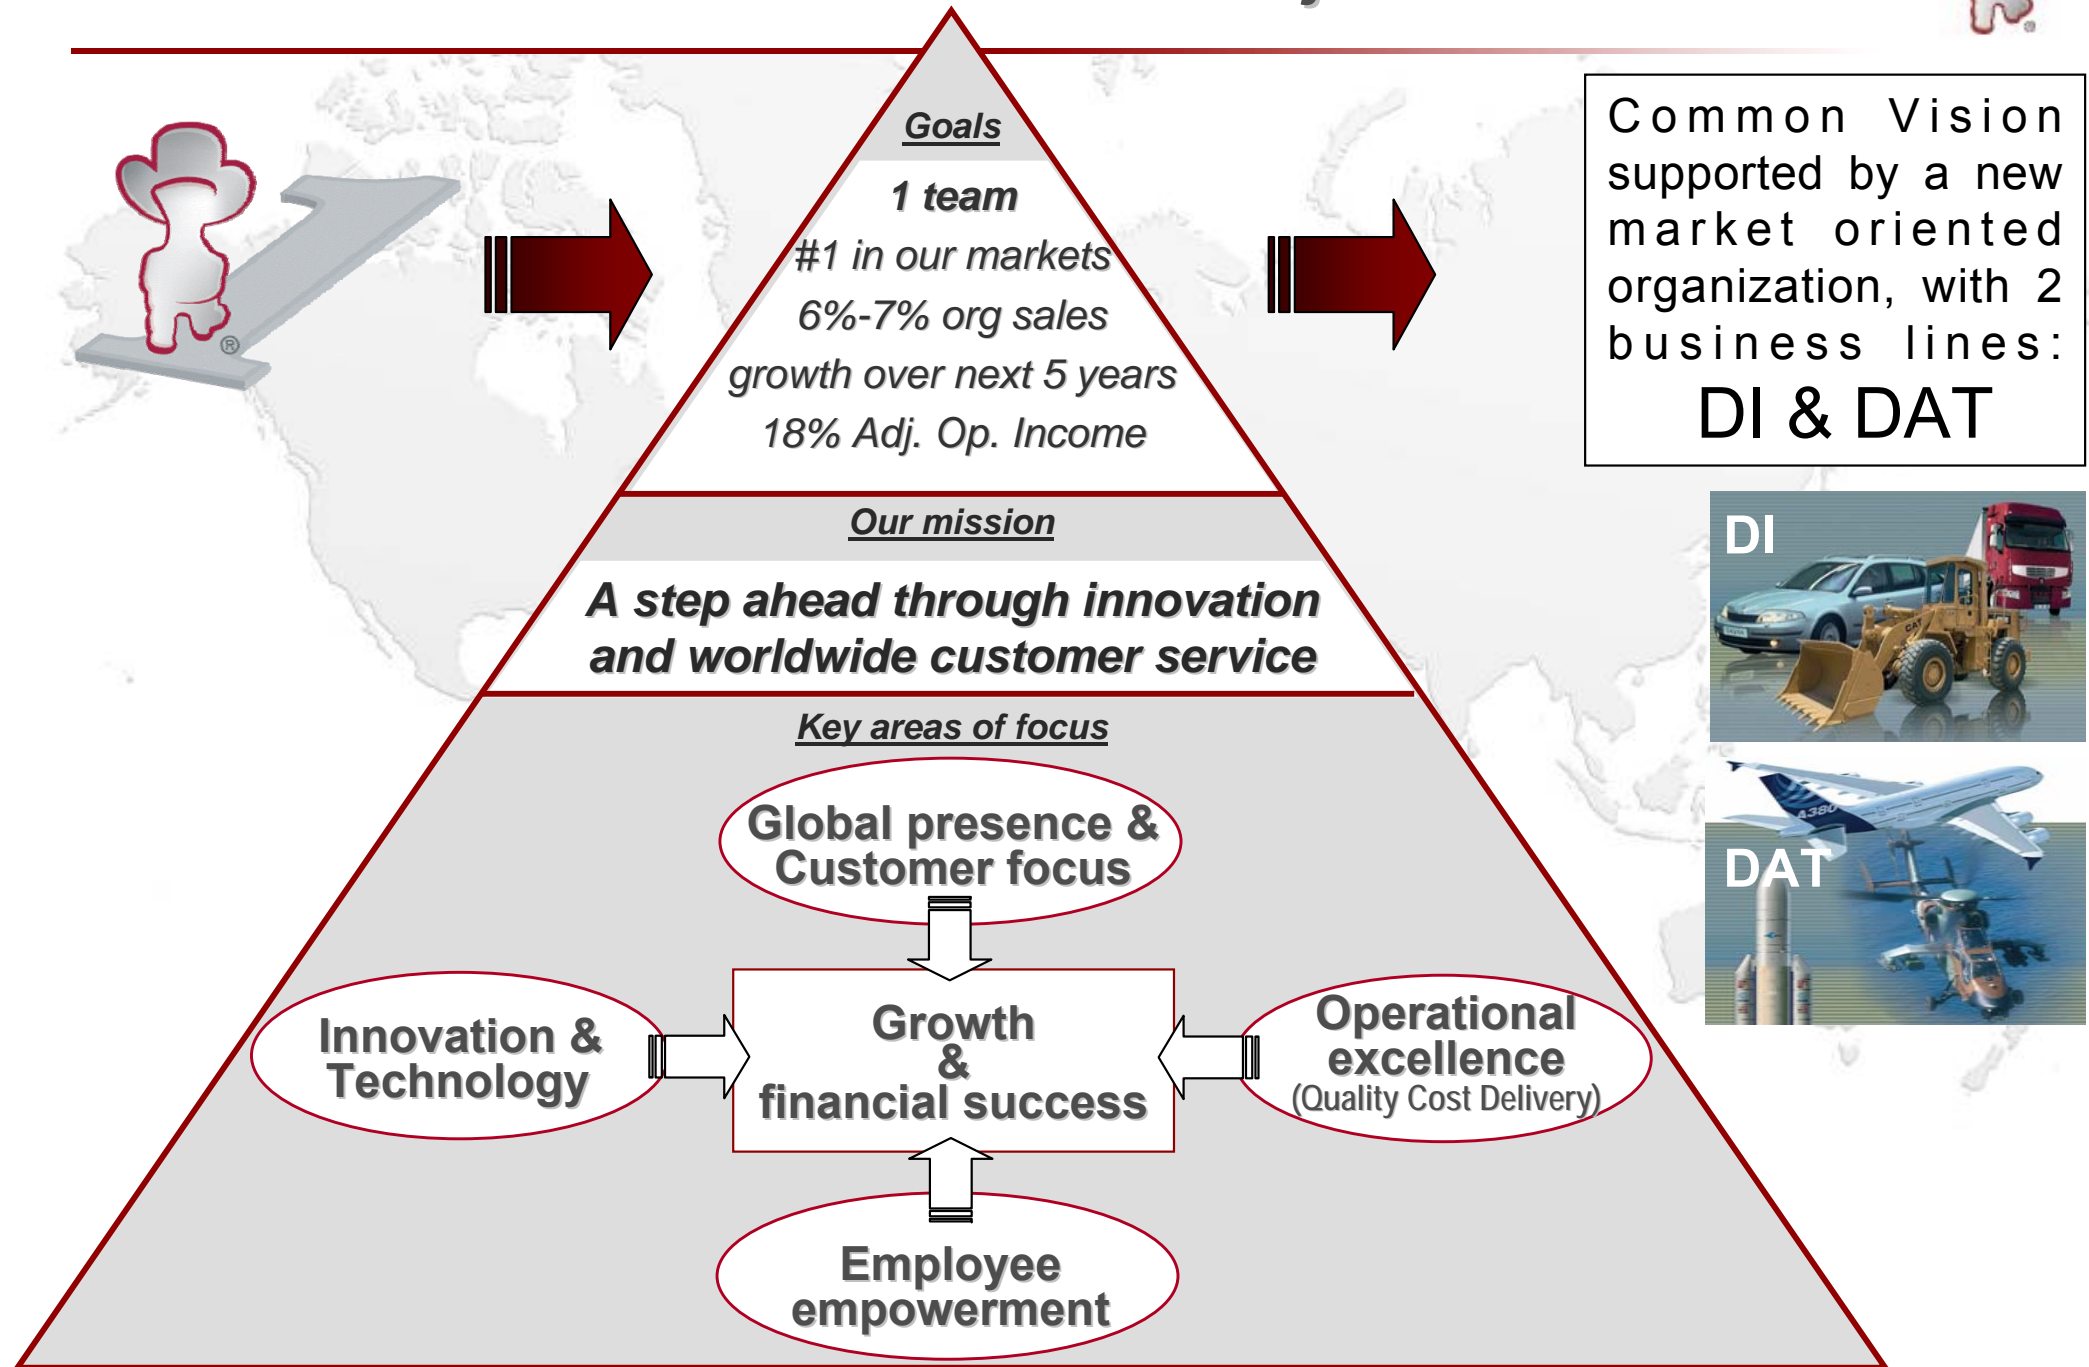 Goals
1 team
#1 in our markets
6%-7% org sales
growth over next 5 years
18% Adj. Op. Income
Our mission
A step ahead through innovation
and worldwide customer service
Key areas of focus
Global presence &
Customer focus
Innovation &
Technology
Growth
&
financial success
Operational
excellence
(Quality Cost Delivery)
Employee
empowerment
®
Common Vision
supported by a new
market oriented
organization, with 2
business lines:
DI & DAT
DI
CAT
A380
DAT